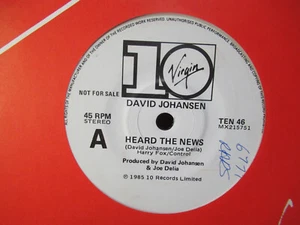 10
Virgin
NOT FOR SALE
DAVID JOHANSEN
45 RPM
STEREO
TEN 46
MX215751
A
HEARD THE NEWS
(David Johansen/Joe Delia)
Harry Fox/Control
Produced by David Johansen
& Joe Delia
℗ 1985 10 Records Limited